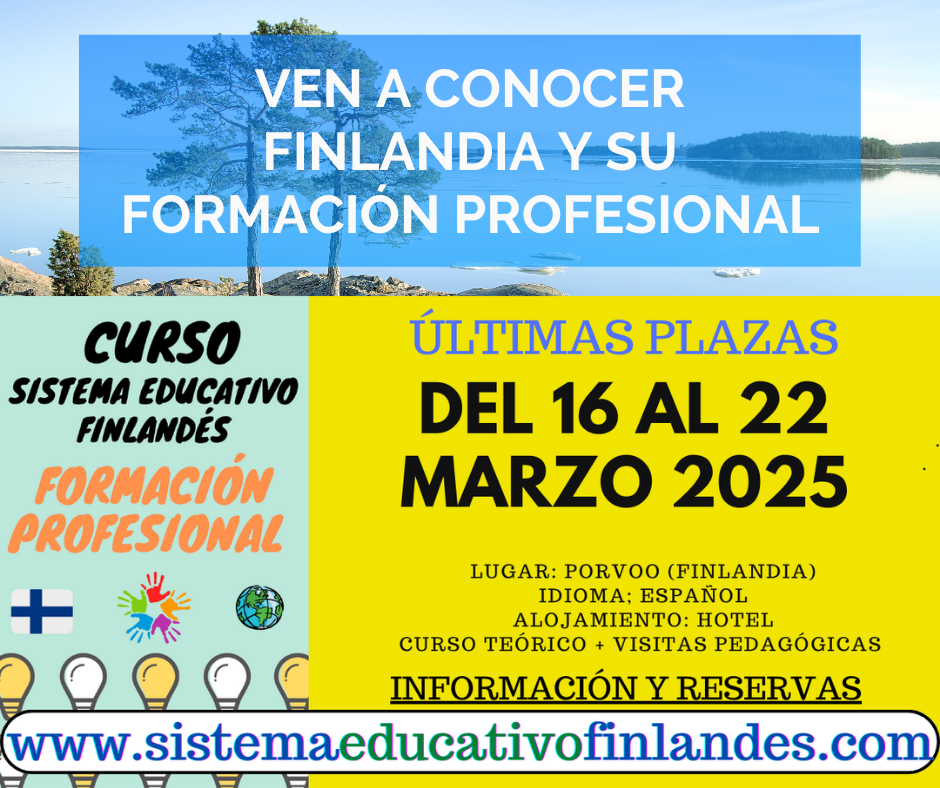 VEN A CONOCER
FINLANDIA Y SU
FORMACIÓN PROFESIONAL
CURSO
SISTEMA EDUCATIVO
FINLANDÉS
FORMACIÓN
PROFESIONAL
ÚLTIMAS PLAZAS
DEL 16 AL 22
MARZO 2025
LUGAR: PORVOO (FINLANDIA)
IDIOMA; ESPAÑOL
ALOJAMIENTO: HOTEL
CURSO TEÓRICO + VISITAS PEDAGÓGICAS
INFORMACIÓN Y RESERVAS
www.sistemaeducativofinlandes.com